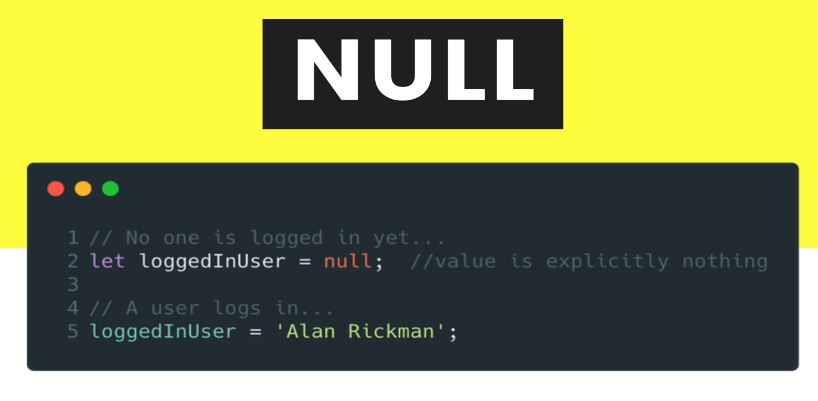 NULL
1 // No one is logged in yet...
2 let loggedInUser = null;  //value is explicitly nothing
3
4 // A user logs in...
5 loggedInUser = 'Alan Rickman';